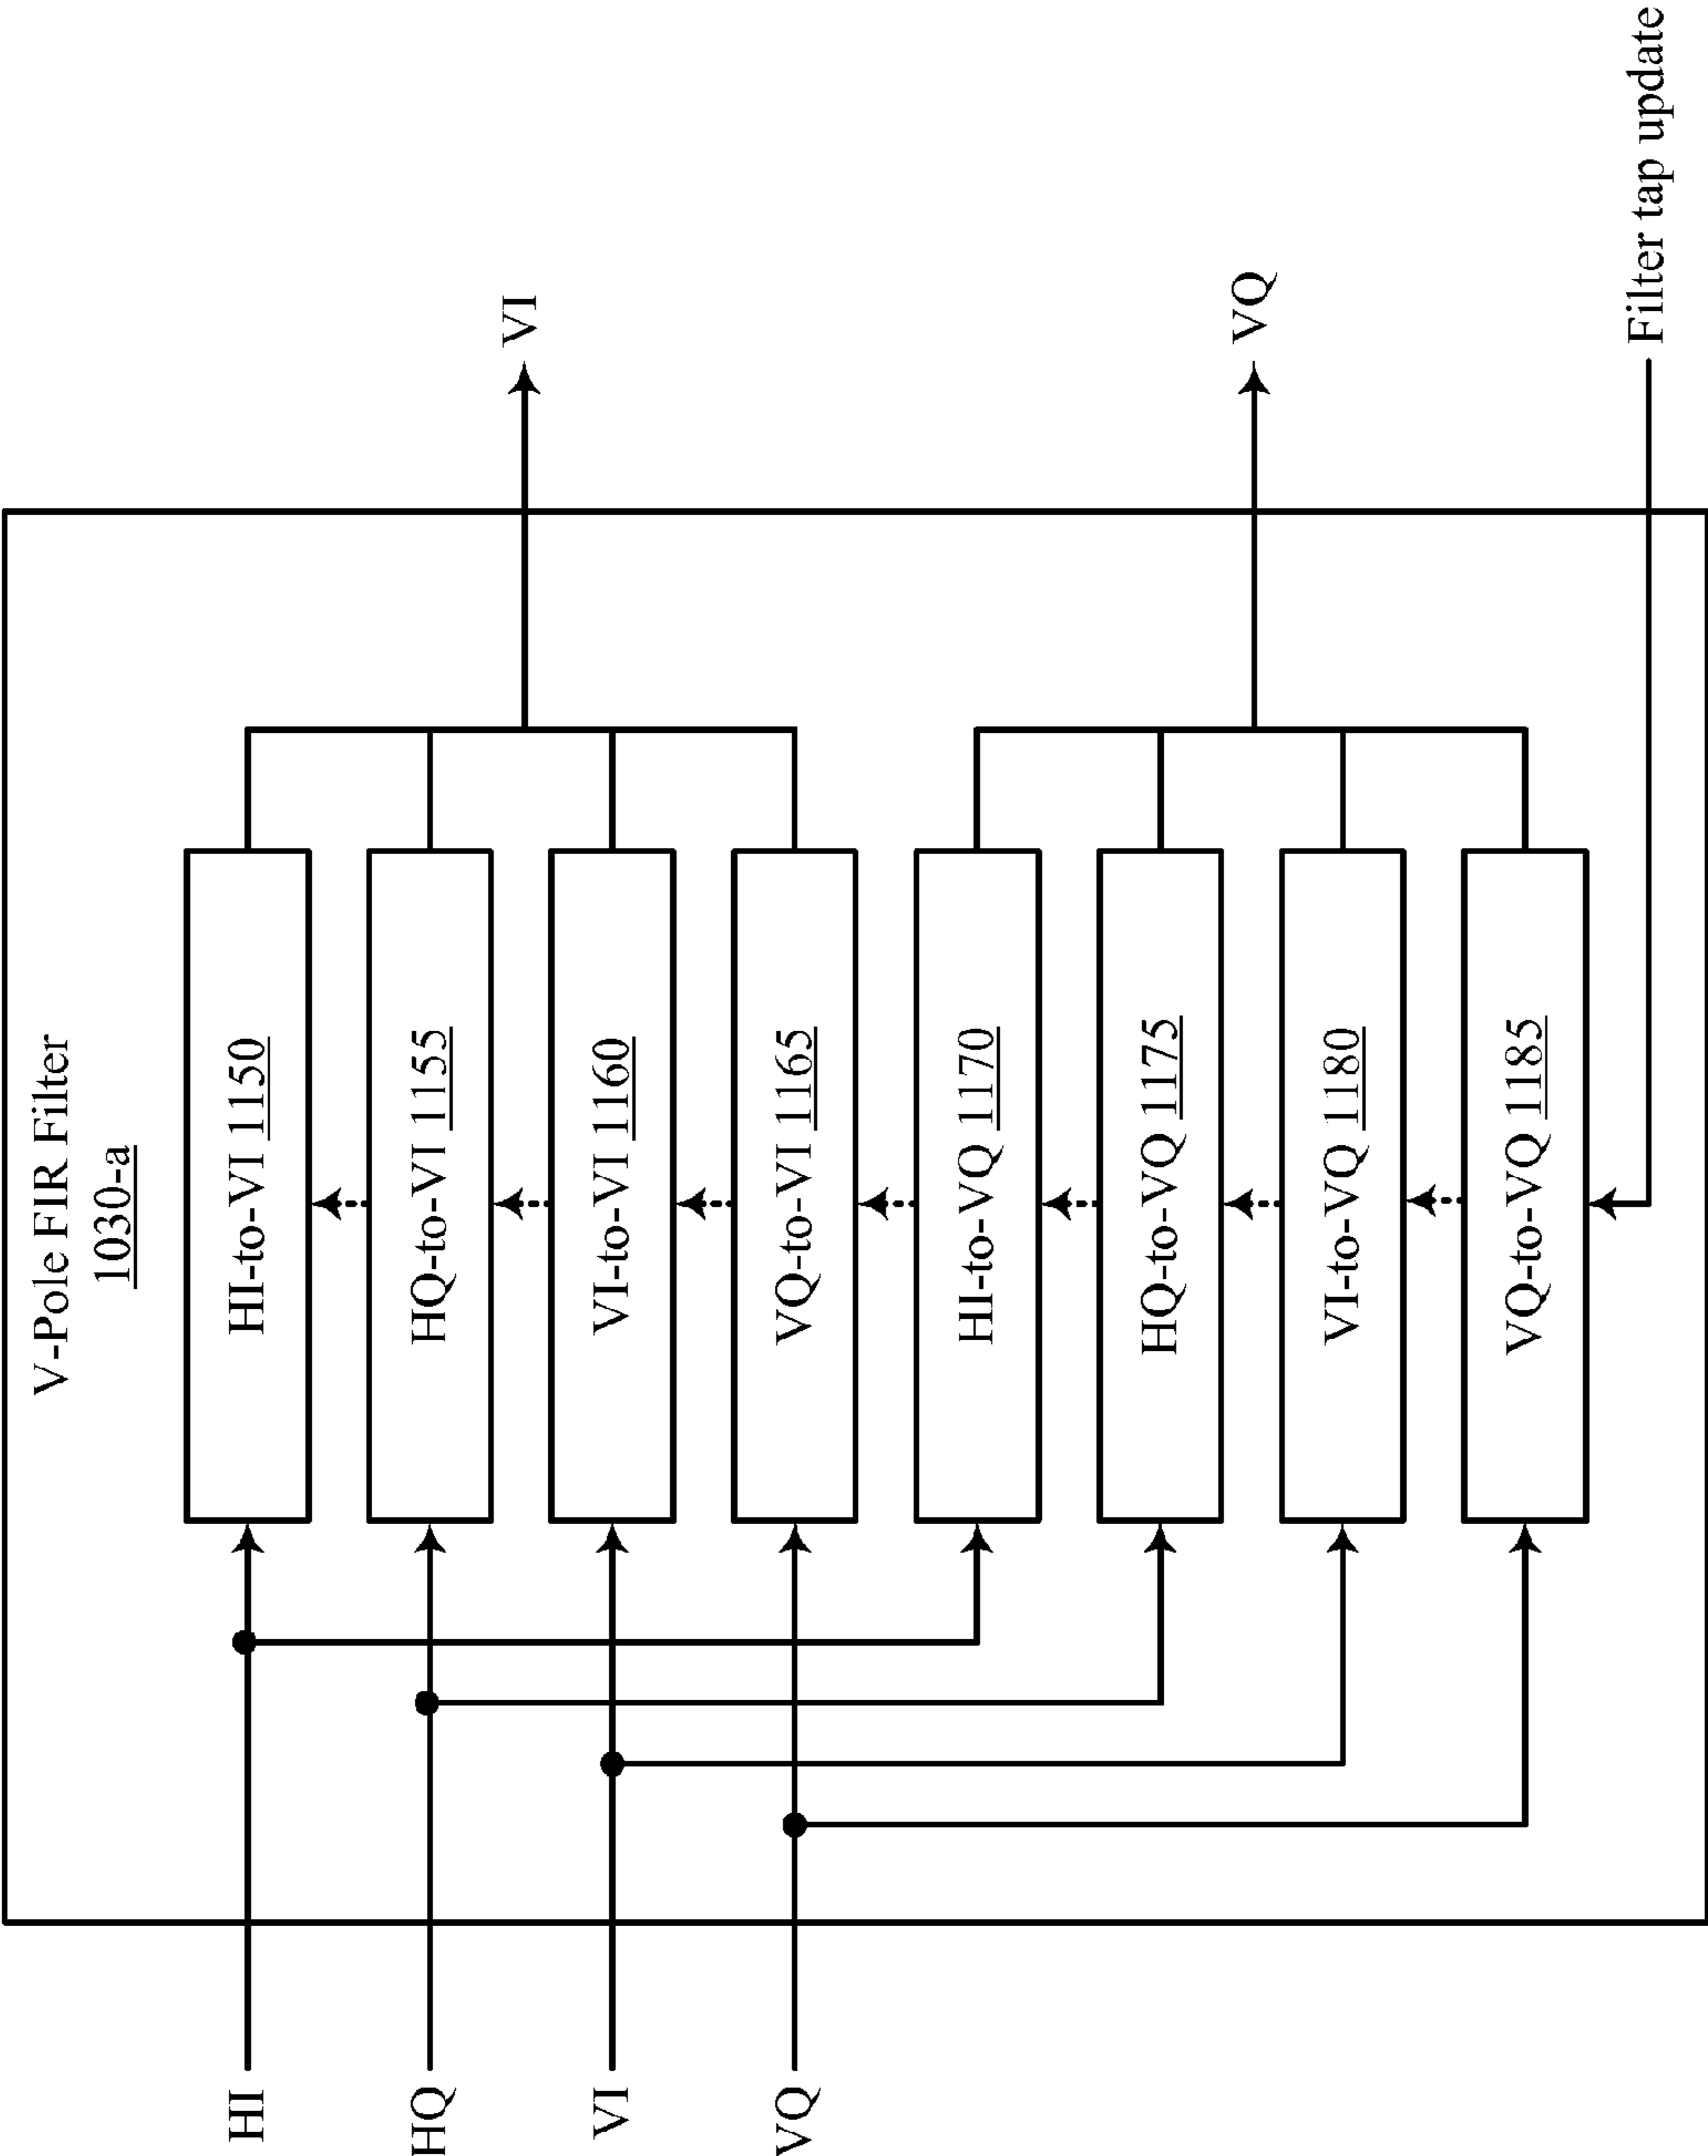 V-Pole FIR Filter
1030-a
HI
HI-to-VI 1150
HQ
HQ-to-VI 1155
VI
VI
VI-to-VI 1160
VQ
VQ-to-VI 1165
HI-to-VQ 1170
HQ-to-VQ 1175
VQ
VI-to-VQ 1180
VQ-to-VQ 1185
Filter tap update